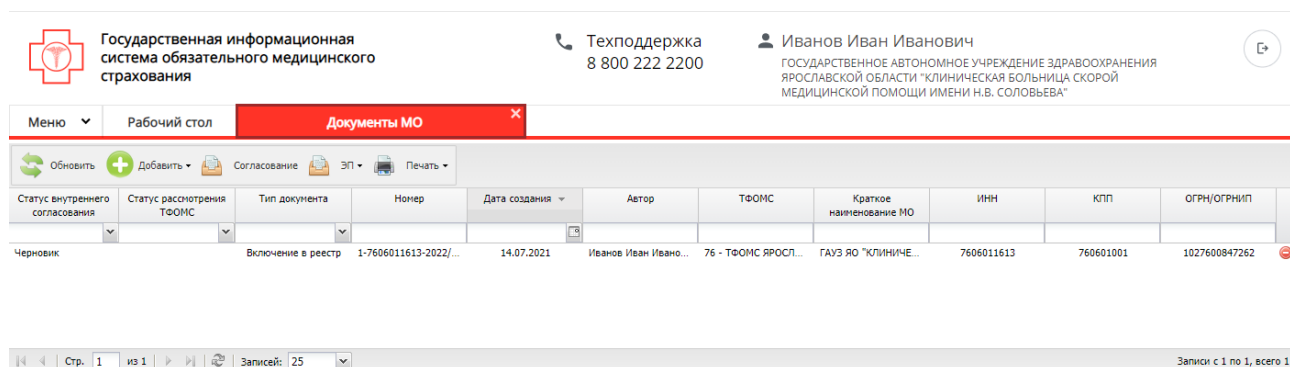 Государственная информационная
система обязательного медицинского
страхования
Техподдержка
8 800 222 2200
Иванов Иван Иванович
ГОСУДАРСТВЕННОЕ АВТОНОМНОЕ УЧРЕЖДЕНИЕ ЗДРАВООХРАНЕНИЯ
ЯРОСЛАВСКОЙ ОБЛАСТИ "КЛИНИЧЕСКАЯ БОЛЬНИЦА СКОРОЙ
МЕДИЦИНСКОЙ ПОМОЩИ ИМЕНИ Н.В. СОЛОВЬЕВА"
Меню Рабочий стол Документы МО
Обновить Добавить Согласование ЭП Печать
Статус внутреннего согласования Статус рассмотрения ТФОМС Тип документа Номер Дата создания Автор ТФОМС Краткое наименование МО ИНН КПП ОГРН/ОГРНИП
Черновик Включение в реестр 1-7606011613-2022/... 14.07.2021 Иванов Иван Ивано... 76 - ТФОМС ЯРОСЛ... ГАУЗ ЯО "КЛИНИЧЕ... 7606011613 760601001 1027600847262
Стр. 1 из 1 Записей: 25 Записи с 1 по 1, всего 1